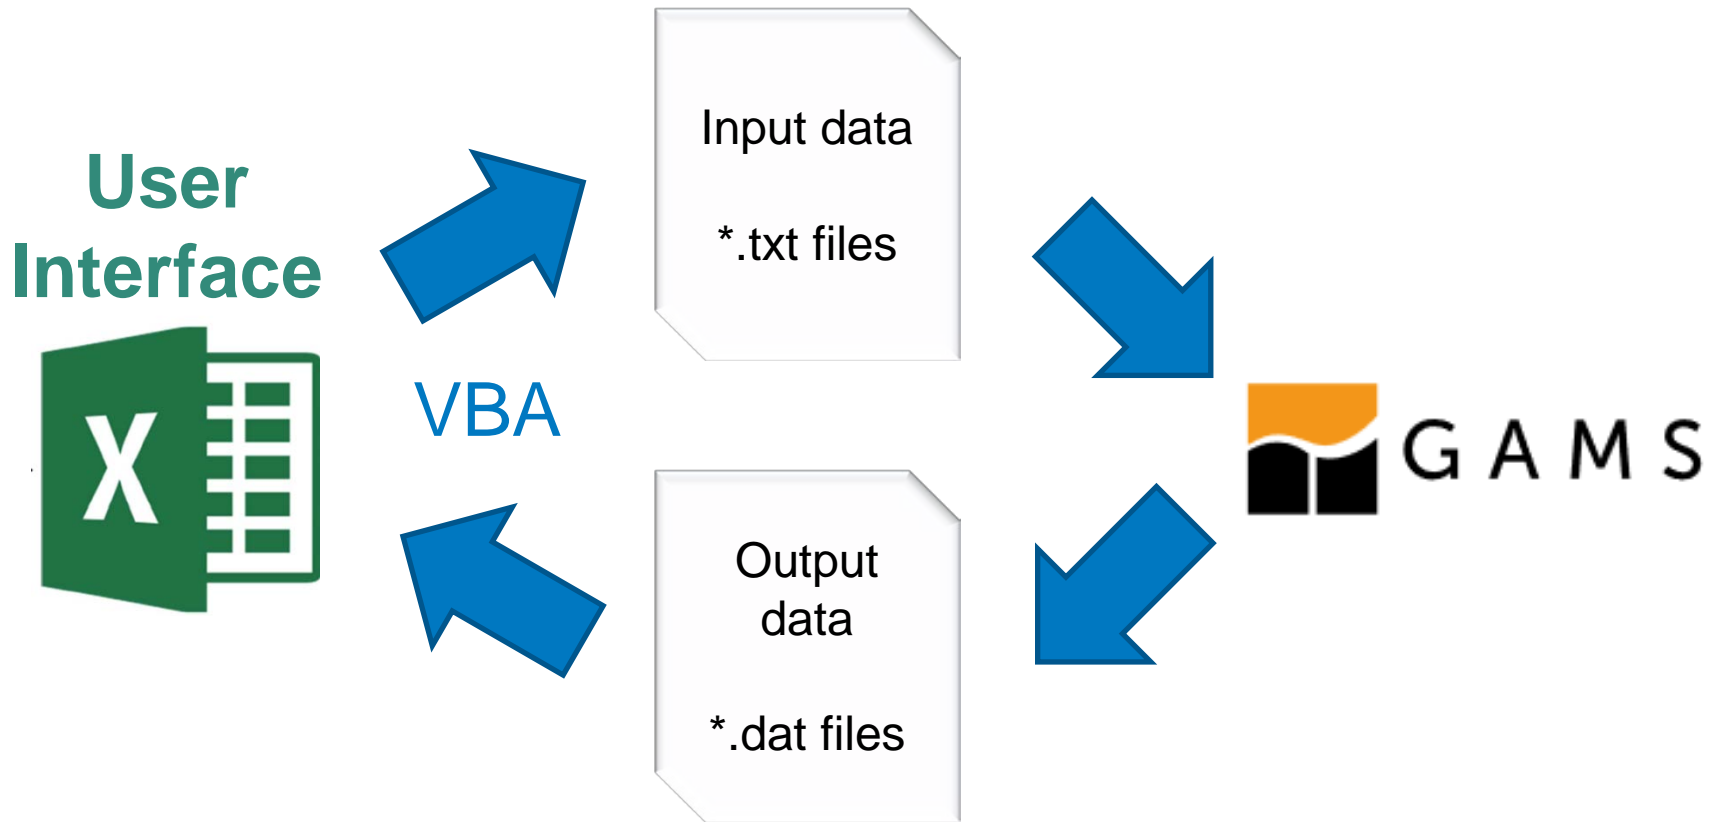 User
Interface
X
VBA
Input data
*.txt files
GAMS
Output
data
*.dat files